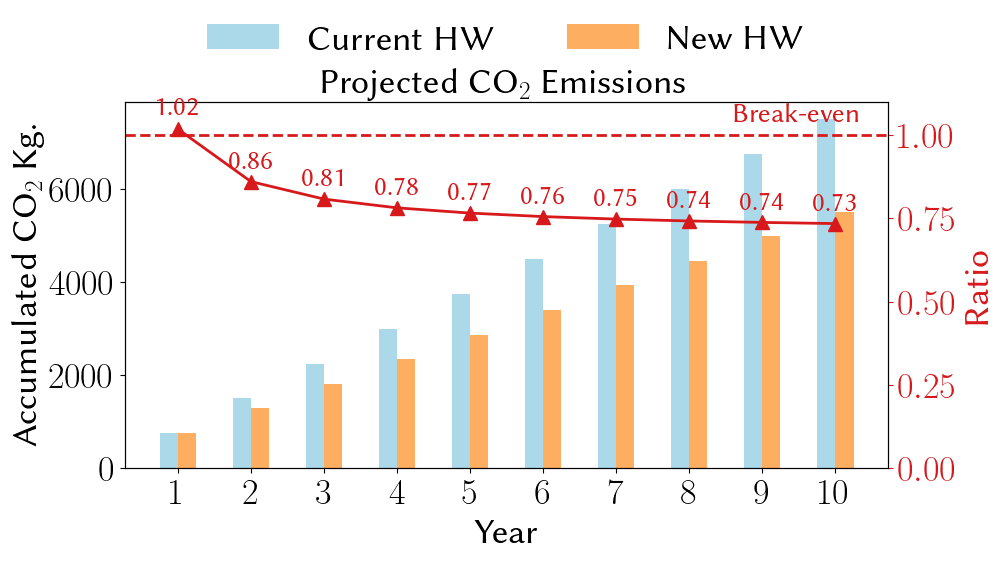 Current HW New HW
Projected CO₂ Emissions
Break-even
1.02 0.86 0.81 0.78 0.77 0.76 0.75 0.74 0.74 0.73
Accumulated CO₂ Kg.
6000
4000
2000
0
1.00
0.75
0.50
0.25
0.00
Ratio
1 2 3 4 5 6 7 8 9 10
Year